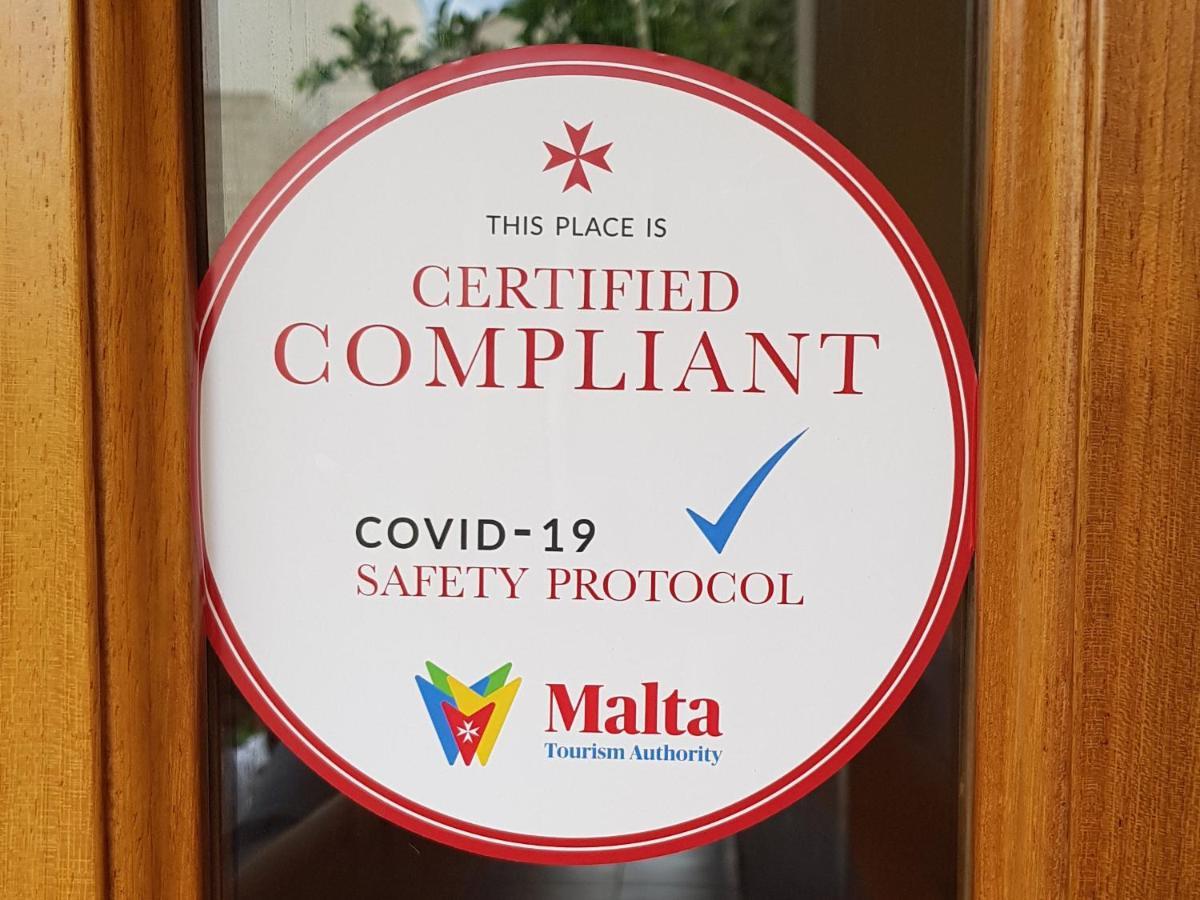 THIS PLACE IS
CERTIFIED
COMPLIANT
COVID-19
SAFETY PROTOCOL
Malta
Tourism Authority